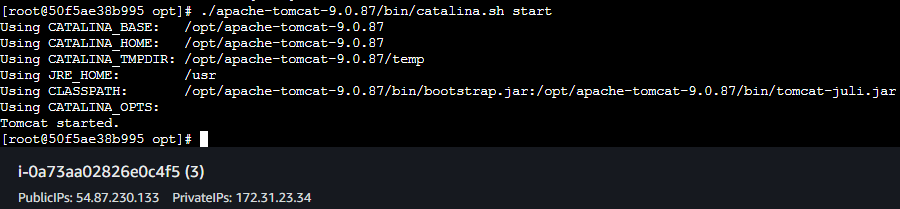 [root@50f5ae38b995 opt]# ./apache-tomcat-9.0.87/bin/catalina.sh start
Using CATALINA_BASE:   /opt/apache-tomcat-9.0.87
Using CATALINA_HOME:   /opt/apache-tomcat-9.0.87
Using CATALINA_TMPDIR: /opt/apache-tomcat-9.0.87/temp
Using JRE_HOME:        /usr
Using CLASSPATH:       /opt/apache-tomcat-9.0.87/bin/bootstrap.jar:/opt/apache-tomcat-9.0.87/bin/tomcat-juli.jar
Using CATALINA_OPTS:
Tomcat started.
[root@50f5ae38b995 opt]#
i-0a73aa02826e0c4f5 (3)
PublicIPs: 54.87.230.133    PrivateIPs: 172.31.23.34